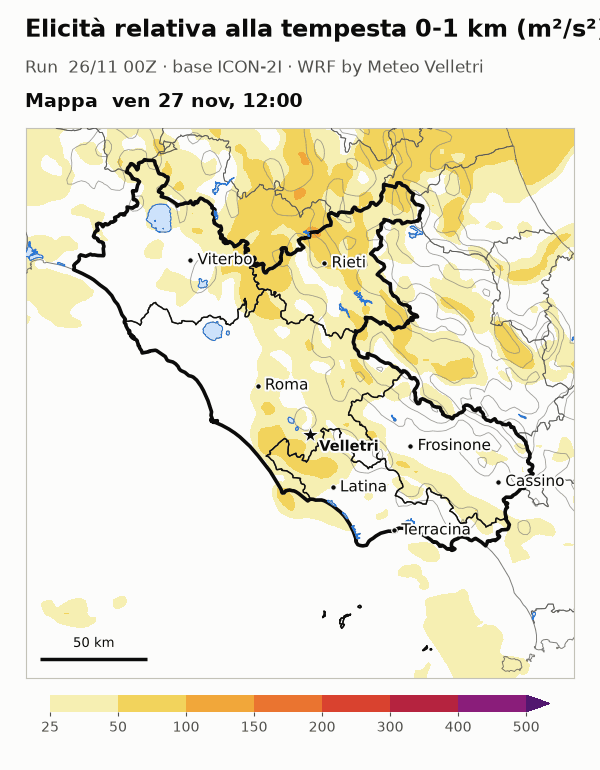 Elicità relativa alla tempesta 0-1 km (m²/s²)
Run 26/11 00Z · base ICON-2I · WRF by Meteo Velletri
Mappa ven 27 nov, 12:00
Viterbo
Rieti
Roma
Velletri
Frosinone
Latina
Cassino
Terracina
50 km
25 50 100 150 200 300 400 500